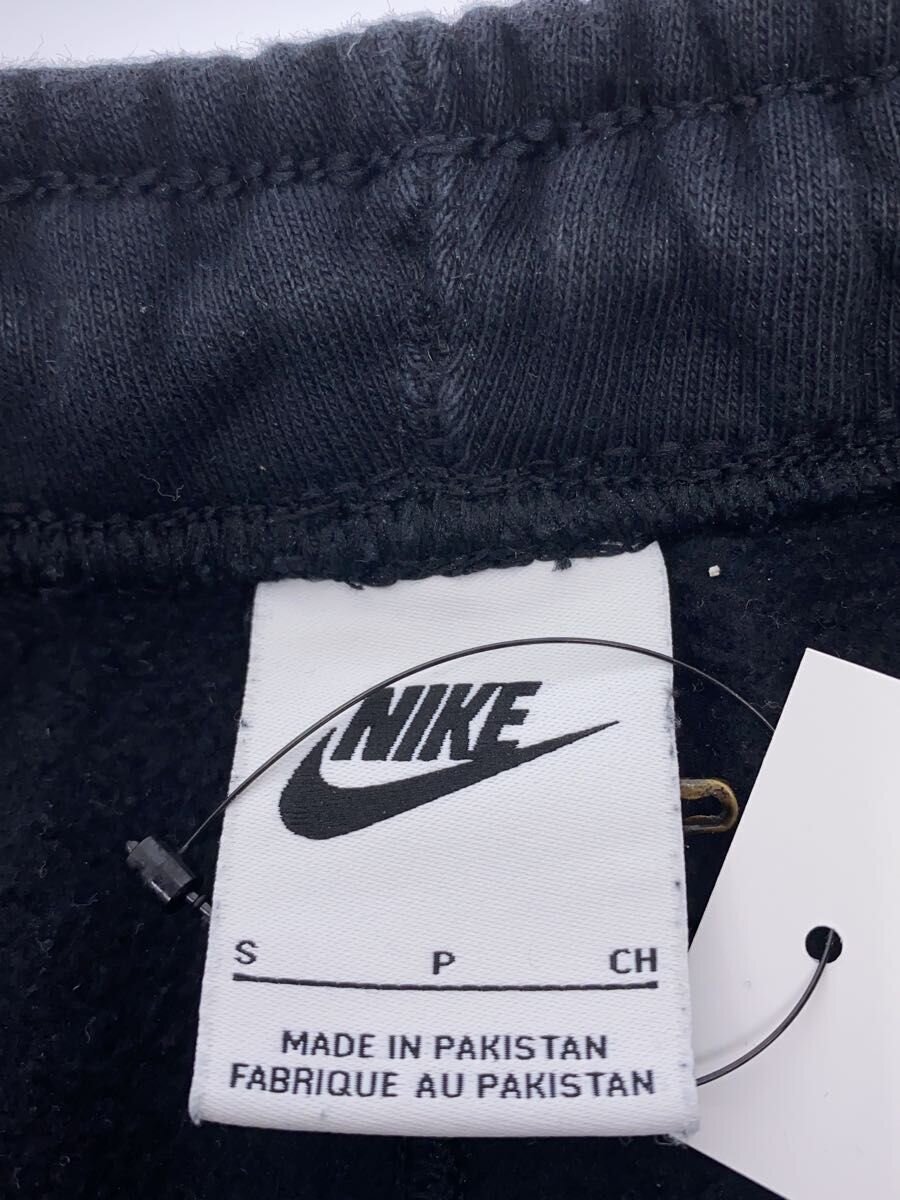 NIKE
S P CH
MADE IN PAKISTAN
FABRIQUE AU PAKISTAN